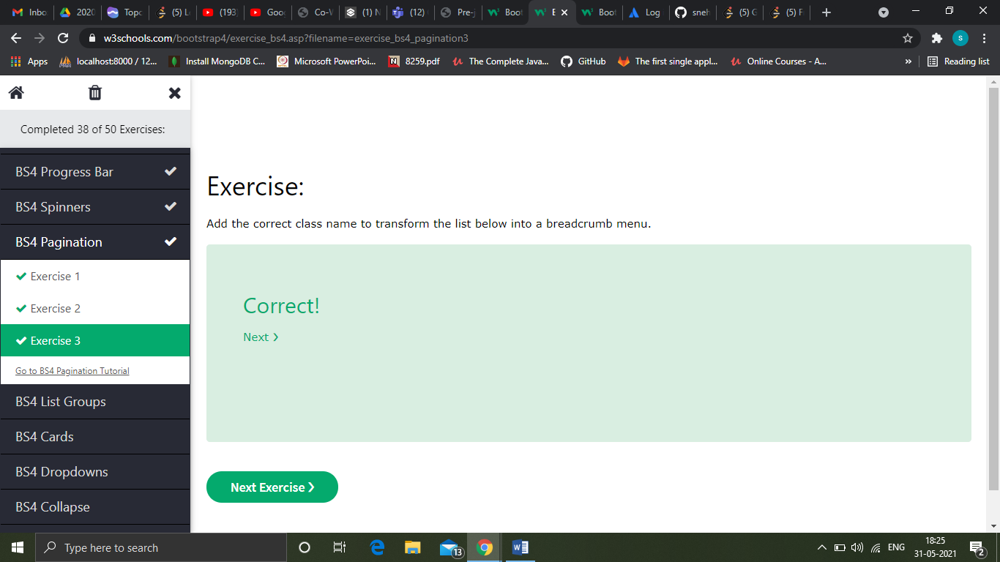 Inbo
2020
Topc
(5) L
(193)
Goo
Co-V
(1) N
(12)
Pre-j
Boot
E
Boot
Log
sneh
(5) G
(5) F
w3schools.com/bootstrap4/exercise_bs4.asp?filename=exercise_bs4_pagination3
s
Apps
localhost:8000 / 12...
Install MongoDB C...
Microsoft PowerPoi...
8259.pdf
The Complete Java...
GitHub
The first single appl...
Online Courses - A...
»
Reading list
Completed 38 of 50 Exercises:
BS4 Progress Bar
BS4 Spinners
BS4 Pagination
Exercise 1
Exercise 2
Exercise 3
Go to BS4 Pagination Tutorial
BS4 List Groups
BS4 Cards
BS4 Dropdowns
BS4 Collapse
Exercise:
Add the correct class name to transform the list below into a breadcrumb menu.
Correct!
Next ❯
Next Exercise ❯
Type here to search
13
ENG
18:25
31-05-2021
2